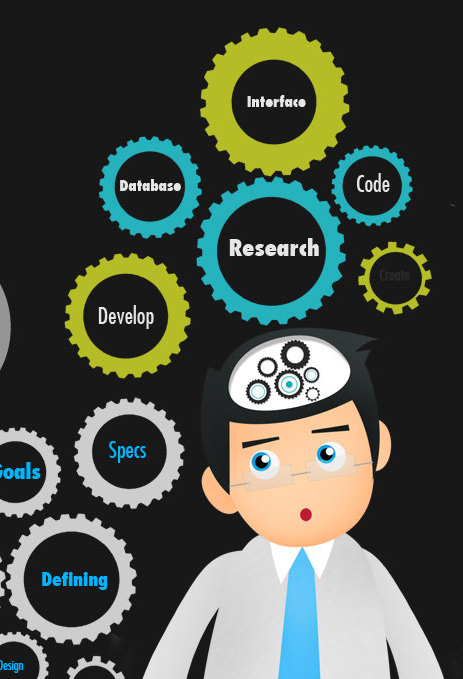 Interface
Database
Code
Research
Create
Develop
Specs
Goals
Defining
Design